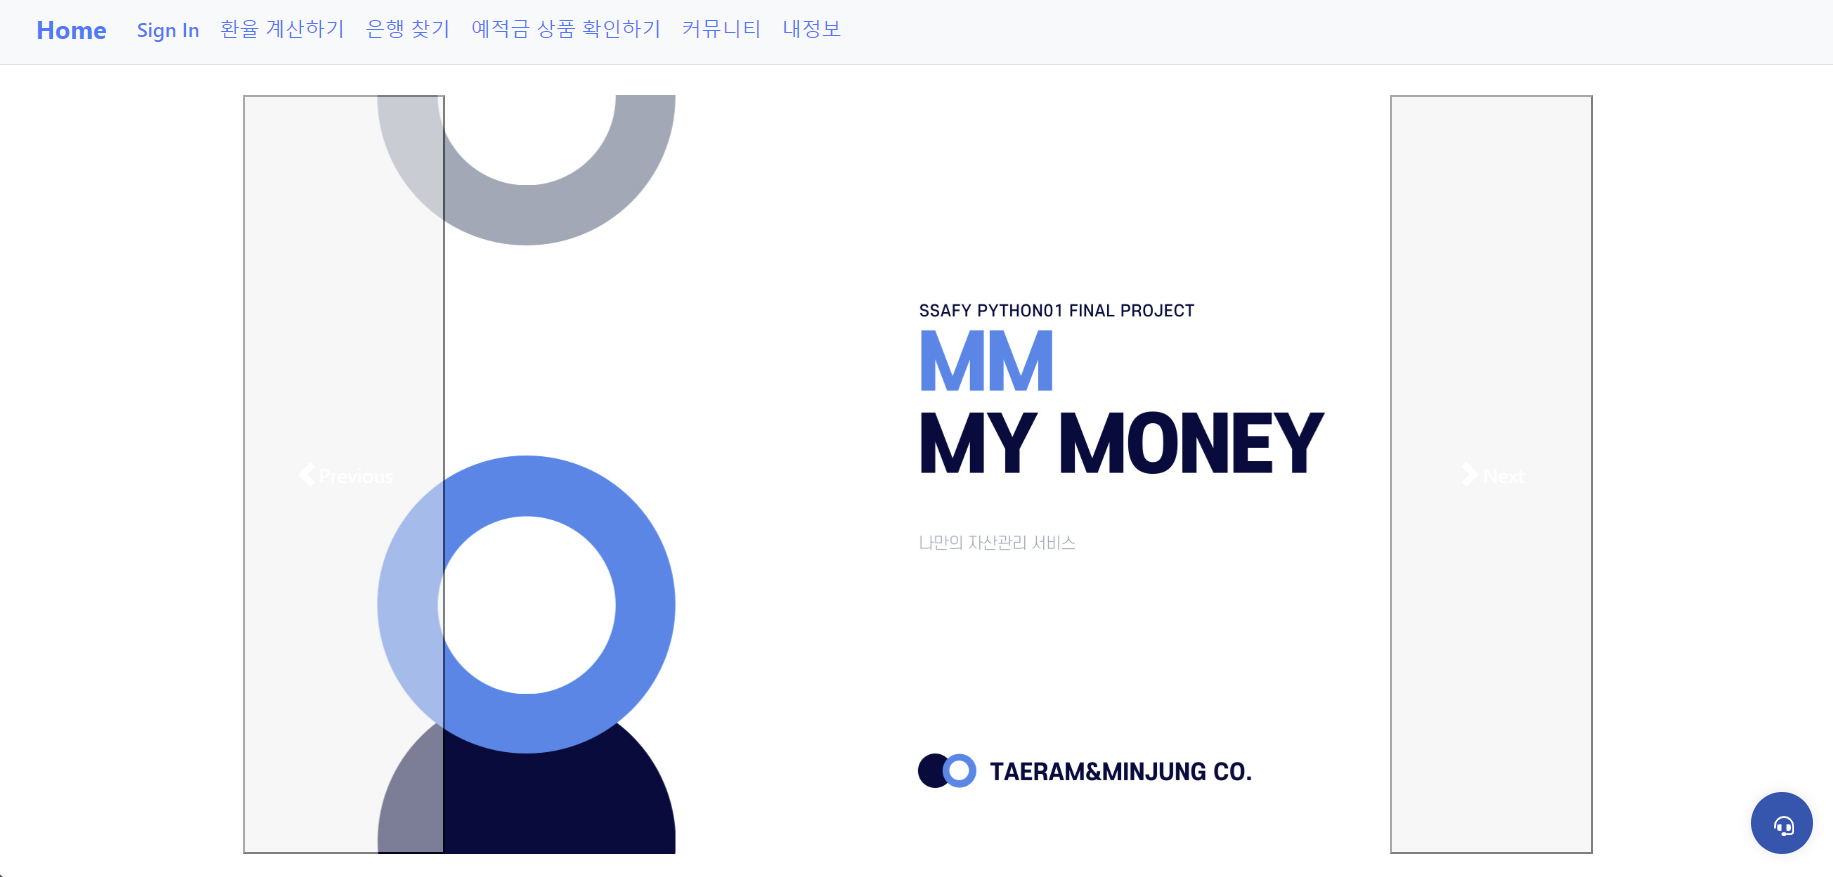 Home Sign In 환율 계산하기 은행 찾기 예적금 상품 확인하기 커뮤니티 내정보
SSAFY PYTHON01 FINAL PROJECT
MM
MY MONEY
Previous
Next
나만의 자산관리 서비스
TAERAM&MINJUNG CO.